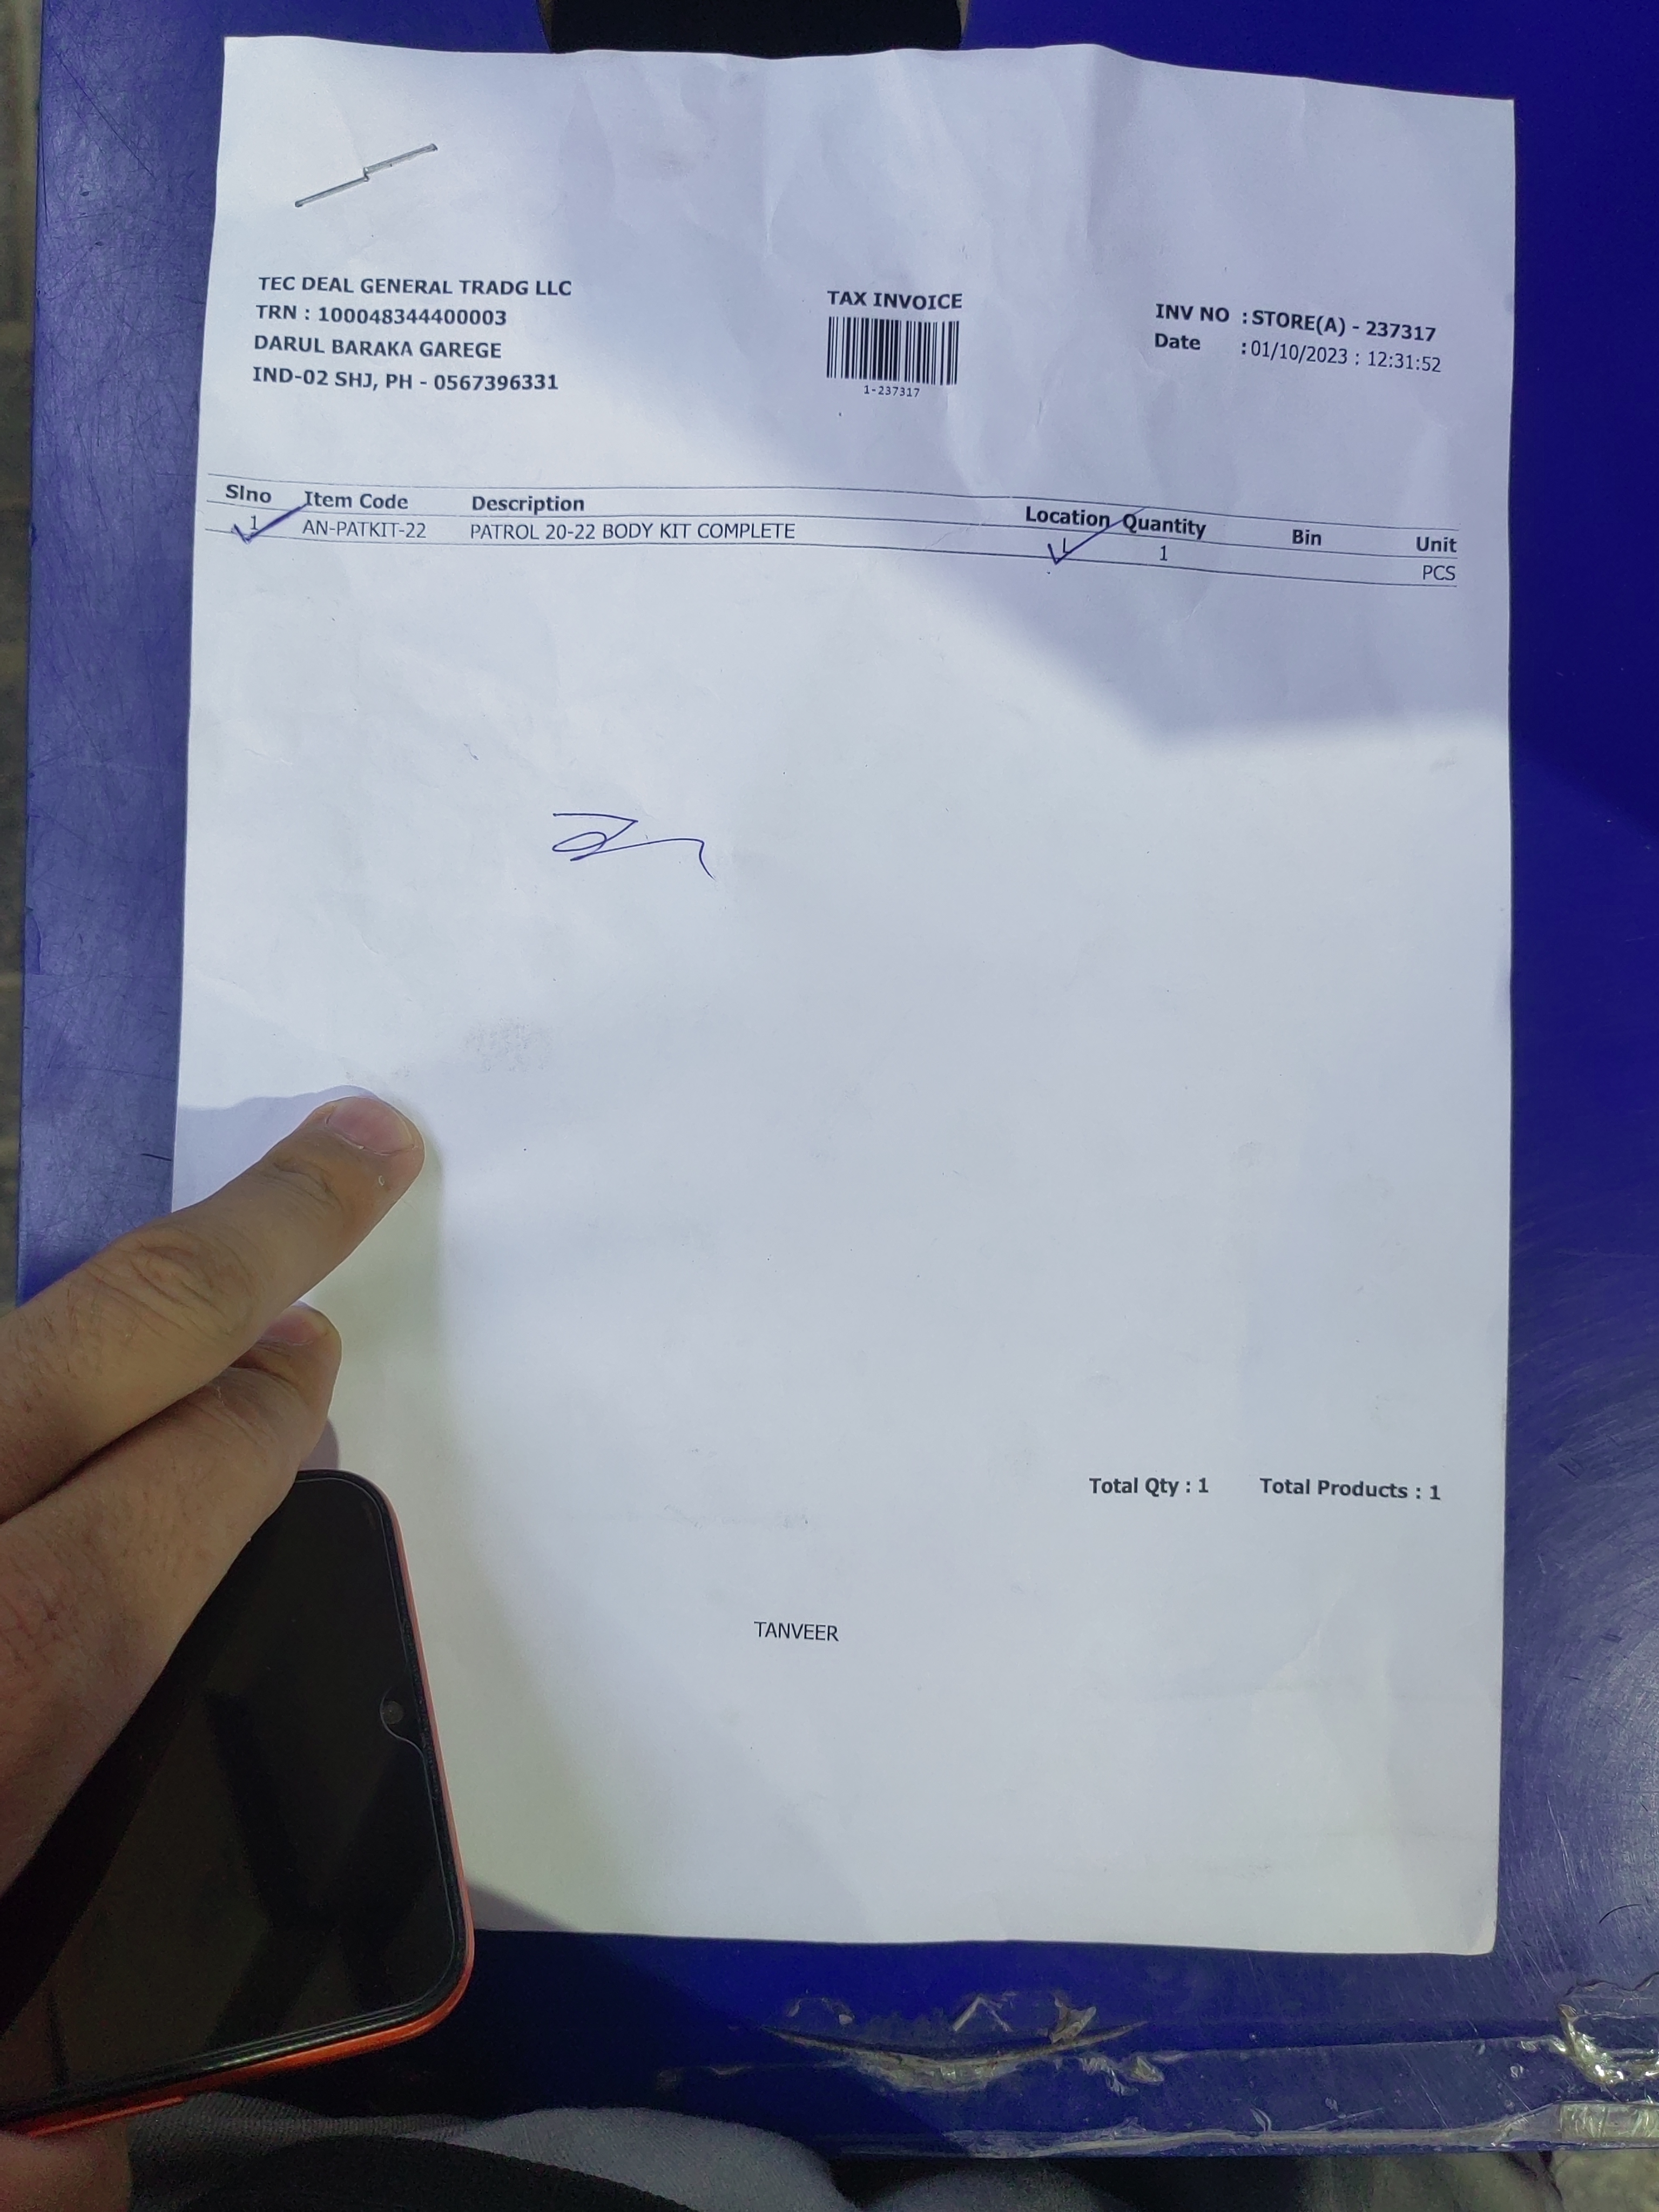 TEC DEAL GENERAL TRADG LLC
TRN : 100048344400003
DARUL BARAKA GAREGE
IND-02 SHJ, PH - 0567396331
TAX INVOICE
1-237317
INV NO : STORE(A) - 237317
Date : 01/10/2023 : 12:31:52
Slno Item Code Description Location Quantity Bin Unit
1 AN-PATKIT-22 PATROL 20-22 BODY KIT COMPLETE 1 1 PCS
Total Qty : 1 Total Products : 1
TANVEER